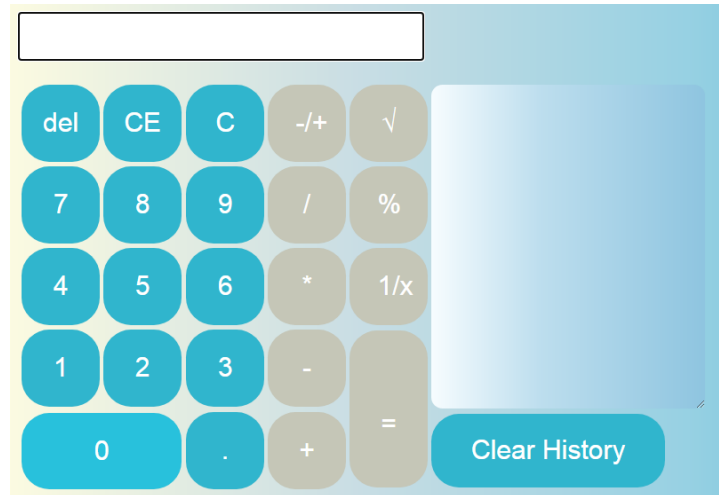 del CE C -/+ √
7 8 9 / %
4 5 6 * 1/x
1 2 3 -
=
0 . +
Clear History